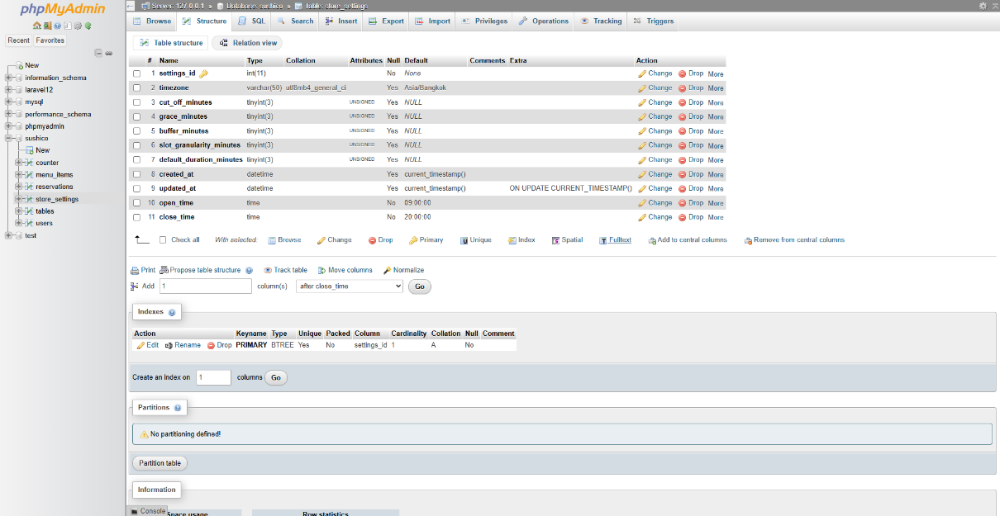 phpMyAdmin
Server: 127.0.0.1 » Database: sushico » Table: store_settings
Browse Structure SQL Search Insert Export Import Privileges Operations Tracking Triggers
Recent Favorites
New
information_schema
laravel12
mysql
performance_schema
phpmyadmin
sushico
New
counter
menu_items
reservations
store_settings
tables
users
test
Table structure Relation view
# Name Type Collation Attributes Null Default Comments Extra Action
1 settings_id int(11) No None Change Drop More
2 timezone varchar(50) utf8mb4_general_ci Yes Asia/Bangkok Change Drop More
3 cut_off_minutes tinyint(3) UNSIGNED Yes NULL Change Drop More
4 grace_minutes tinyint(3) UNSIGNED Yes NULL Change Drop More
5 buffer_minutes tinyint(3) UNSIGNED Yes NULL Change Drop More
6 slot_granularity_minutes tinyint(3) UNSIGNED Yes NULL Change Drop More
7 default_duration_minutes tinyint(3) UNSIGNED Yes NULL Change Drop More
8 created_at datetime Yes current_timestamp() Change Drop More
9 updated_at datetime Yes current_timestamp() ON UPDATE CURRENT_TIMESTAMP() Change Drop More
10 open_time time No 09:00:00 Change Drop More
11 close_time time No 20:00:00 Change Drop More
Check all With selected: Browse Change Drop Primary Unique Index Spatial Fulltext Add to central columns Remove from central columns
Print Propose table structure Track table Move columns Normalize
Add 1 column(s) after close_time Go
Indexes
Action Keyname Type Unique Packed Column Cardinality Collation Null Comment
Edit Rename Drop PRIMARY BTREE Yes No settings_id 1 A No
Create an index on 1 columns Go
Partitions
No partitioning defined!
Partition table
Information
Console
Space usage Row statistics